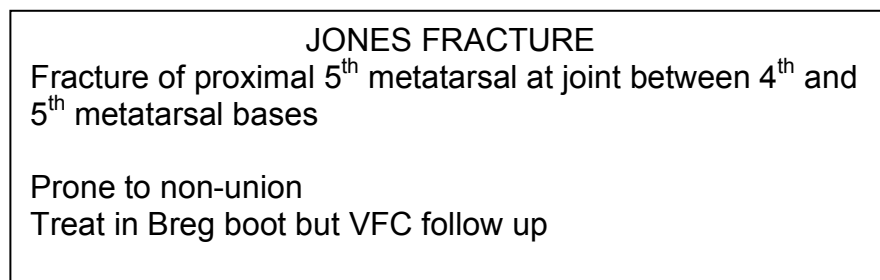 JONES FRACTURE
Fracture of proximal 5th metatarsal at joint between 4th and
5th metatarsal bases
Prone to non-union
Treat in Breg boot but VFC follow up